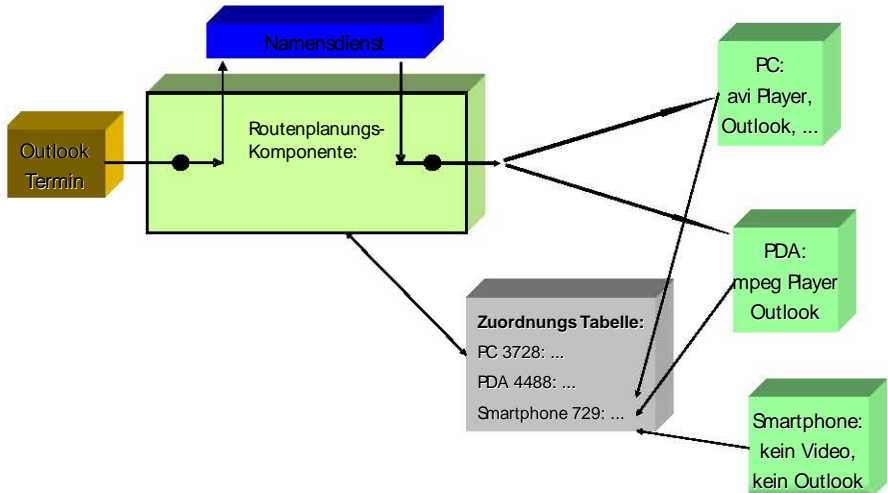 Namensdienst
Outlook
Termin
Routenplanungs-
Komponente:
PC:
avi Player,
Outlook, ...
PDA:
mpeg Player
Outlook
Zuordnungs Tabelle:
PC 3728: ...
PDA 4488: ...
Smartphone 729: ...
Smartphone:
kein Video,
kein Outlook